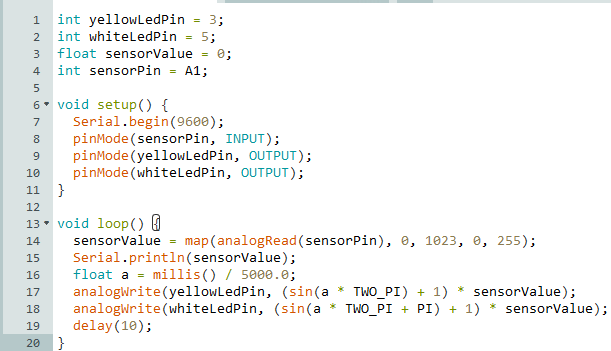 1 int yellowLedPin = 3;
2 int whiteLedPin = 5;
3 float sensorValue = 0;
4 int sensorPin = A1;
5
6 void setup() {
7   Serial.begin(9600);
8   pinMode(sensorPin, INPUT);
9   pinMode(yellowLedPin, OUTPUT);
10   pinMode(whiteLedPin, OUTPUT);
11 }
12
13 void loop() {
14   sensorValue = map(analogRead(sensorPin), 0, 1023, 0, 255);
15   Serial.println(sensorValue);
16   float a = millis() / 5000.0;
17   analogWrite(yellowLedPin, (sin(a * TWO_PI) + 1) * sensorValue);
18   analogWrite(whiteLedPin, (sin(a * TWO_PI + PI) + 1) * sensorValue);
19   delay(10);
20 }